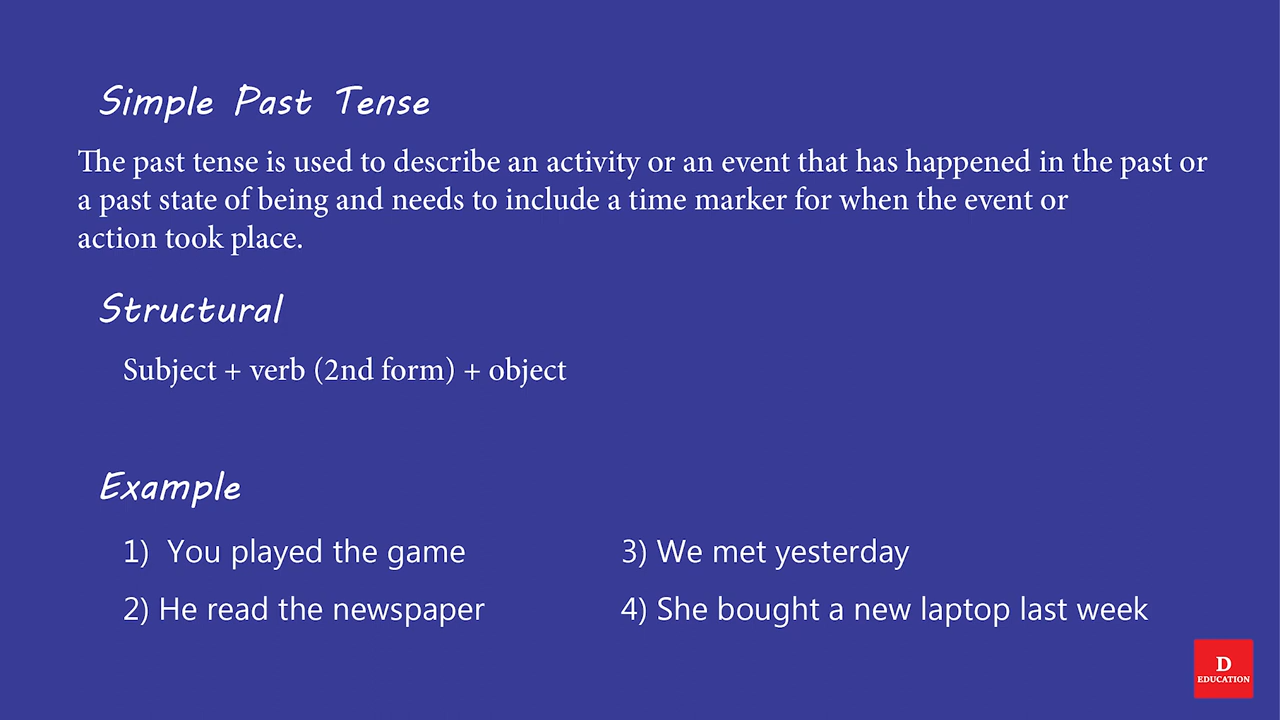 Simple Past Tense
The past tense is used to describe an activity or an event that has happened in the past or
a past state of being and needs to include a time marker for when the event or
action took place.
Structural
Subject + verb (2nd form) + object
Example
1) You played the game
2) He read the newspaper
3) We met yesterday
4) She bought a new laptop last week
D
EDUCATION